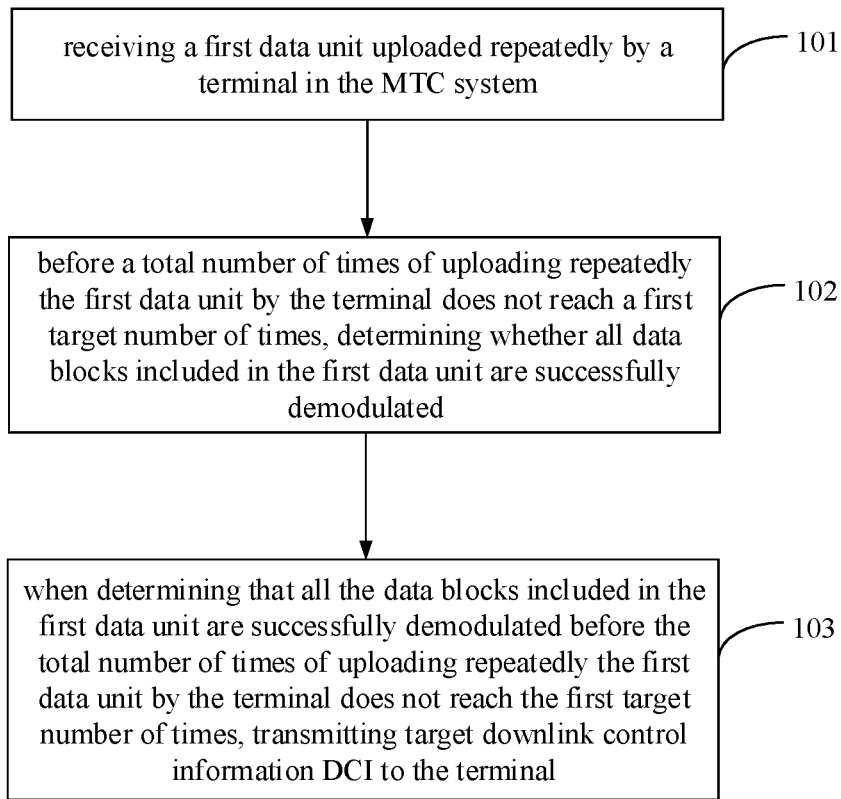 receiving a first data unit uploaded repeatedly by a
terminal in the MTC system
101
before a total number of times of uploading repeatedly
the first data unit by the terminal does not reach a first
target number of times, determining whether all data
blocks included in the first data unit are successfully
demodulated
102
when determining that all the data blocks included in the
first data unit are successfully demodulated before the
total number of times of uploading repeatedly the first
data unit by the terminal does not reach the first target
number of times, transmitting target downlink control
information DCI to the terminal
103